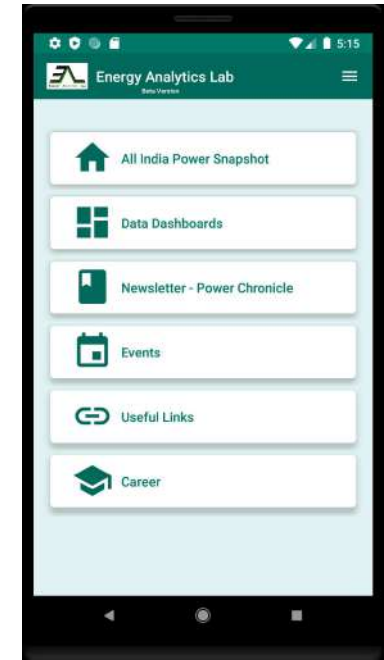 5:15
Energy Analytics Lab
Beta Version
All India Power Snapshot
Data Dashboards
Newsletter - Power Chronicle
Events
Useful Links
Career